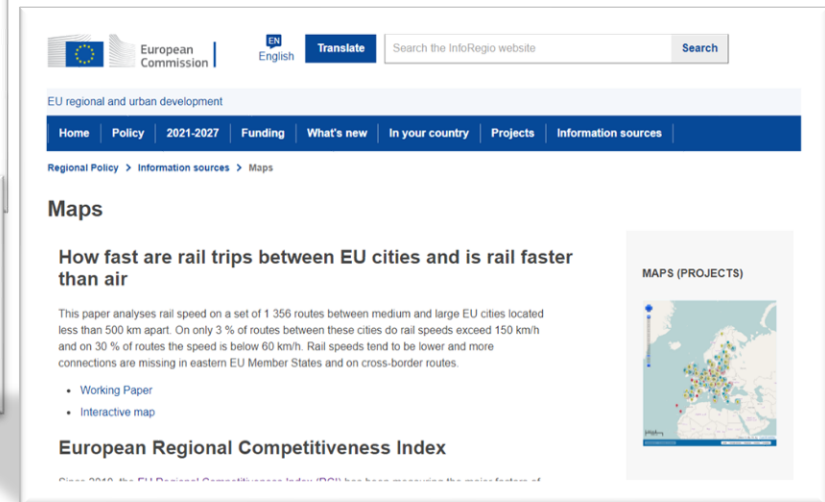 European
Commission
EN
English
Translate
Search the InfoRegio website
Search
EU regional and urban development
Home
Policy
2021-2027
Funding
What's new
In your country
Projects
Information sources
Regional Policy > Information sources > Maps
Maps
How fast are rail trips between EU cities and is rail faster
than air
This paper analyses rail speed on a set of 1 356 routes between medium and large EU cities located
less than 500 km apart. On only 3 % of routes between these cities do rail speeds exceed 150 km/h
and on 30 % of routes the speed is below 60 km/h. Rail speeds tend to be lower and more
connections are missing in eastern EU Member States and on cross-border routes.
• Working Paper
• Interactive map
European Regional Competitiveness Index
MAPS (PROJECTS)